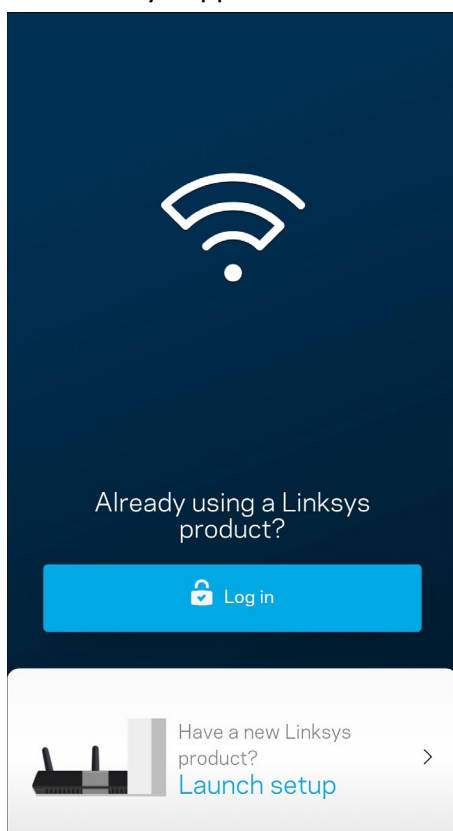 Already using a Linksys
product?
Log in
Have a new Linksys
product?
Launch setup